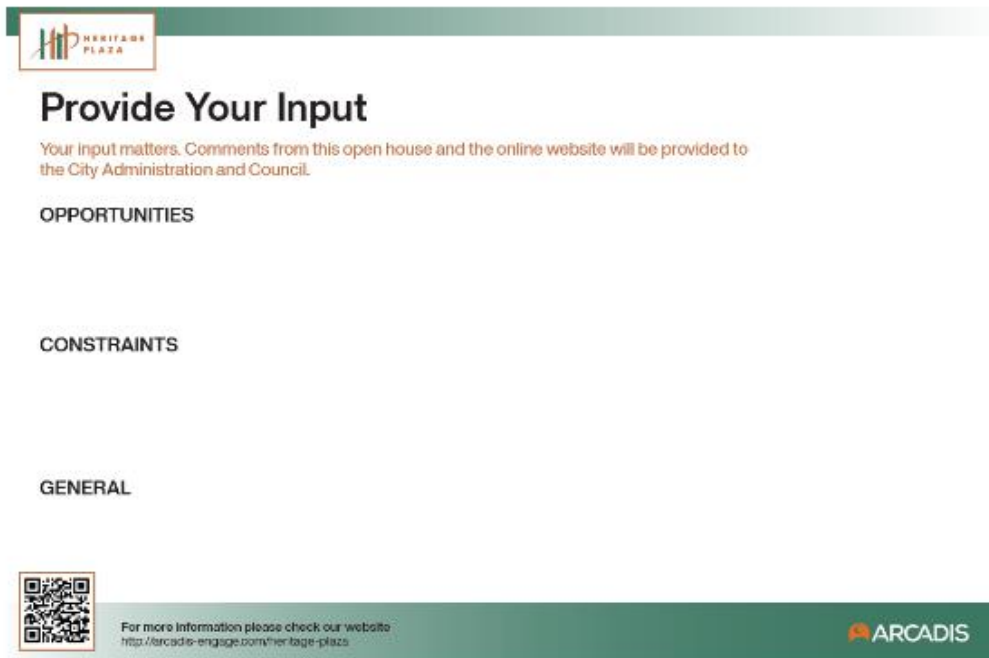 HERITAGE
PLAZA
Provide Your Input
Your input matters. Comments from this open house and the online website will be provided to
the City Administration and Council.
OPPORTUNITIES
CONSTRAINTS
GENERAL
For more information please check our website
http://arcadis-engage.com/heritage-plaza
ARCADIS